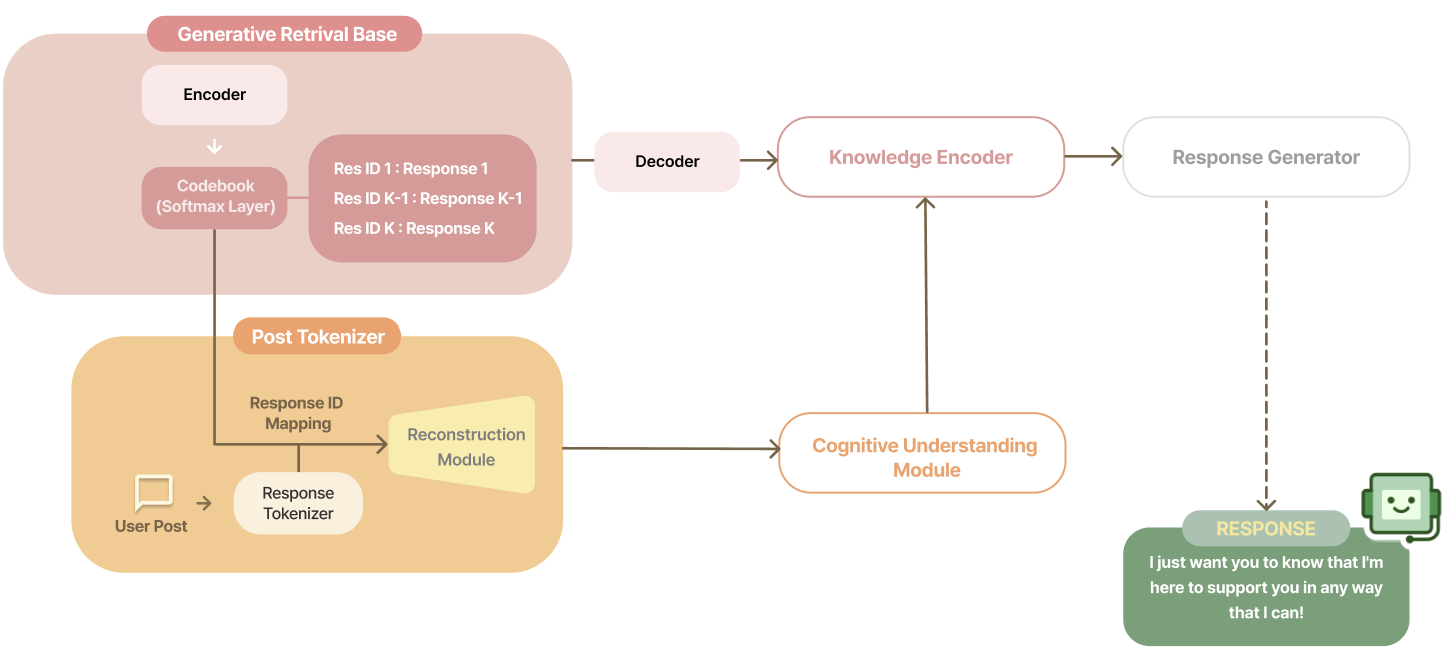 Generative Retrival Base
Encoder
Codebook
(Softmax Layer)
Res ID 1 : Response 1
Res ID K-1 : Response K-1
Res ID K : Response K
Decoder
Knowledge Encoder
Response Generator
Post Tokenizer
Response ID
Mapping
Reconstruction
Module
User Post
Response
Tokenizer
Cognitive Understanding
Module
RESPONSE
I just want you to know that I'm
here to support you in any way
that I can!